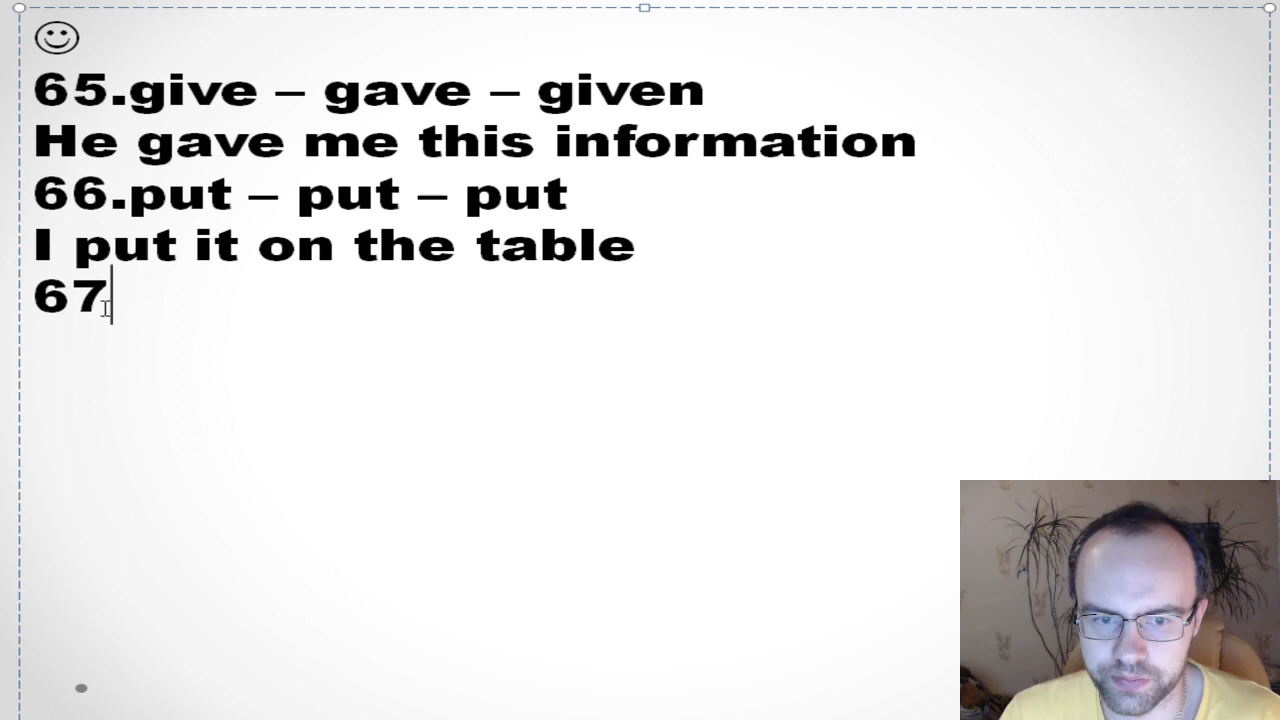 65.give – gave – given
He gave me this information
66.put – put – put
I put it on the table
67